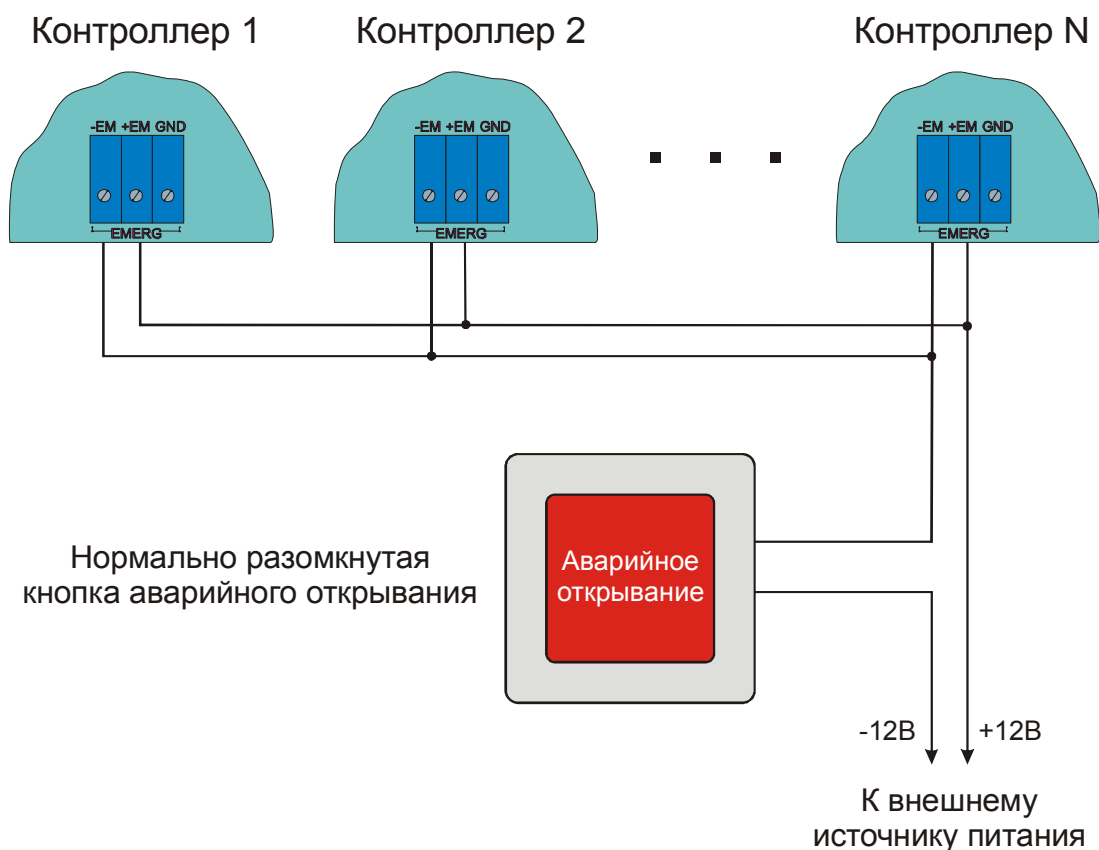 Контроллер 1
Контроллер 2
Контроллер N
-EM +EM GND
-EM +EM GND
-EM +EM GND
EMERG
EMERG
EMERG
Нормально разомкнутая
кнопка аварийного открывания
Аварийное
открывание
-12В
+12В
К внешнему
источнику питания